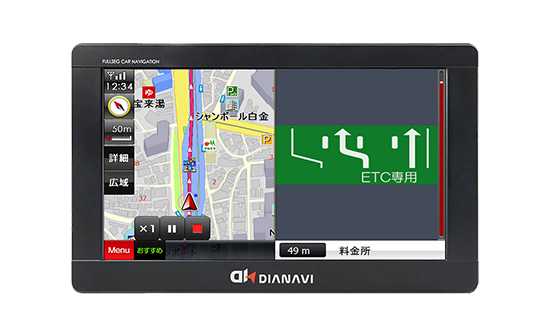 FULLSEG CAR NAVIGATION
12:34
ゆ
宝来湯
P
シャンボール白金
50m
詳細
広域
ETC専用
×1
Menu
おすすめ
49 m
料金所
DIANAVI